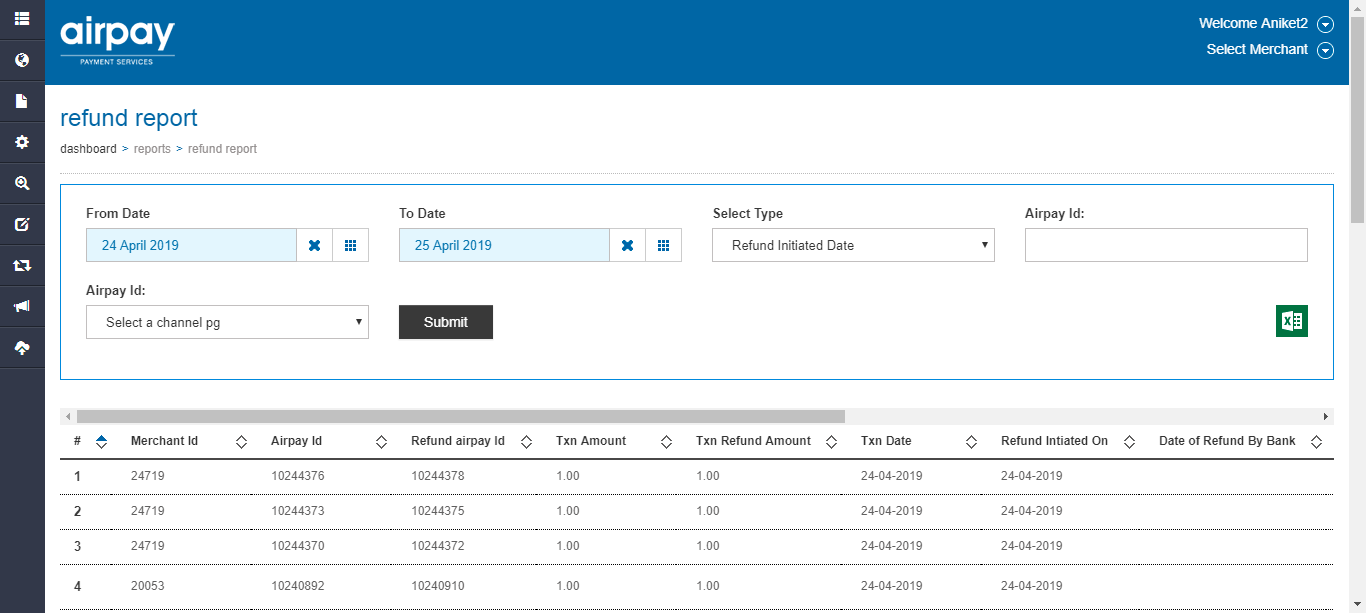 airpay
PAYMENT SERVICES
Welcome Aniket2
Select Merchant
refund report
dashboard > reports > refund report
From Date To Date Select Type Airpay Id:
24 April 2019 25 April 2019 Refund Initiated Date
Airpay Id:
Select a channel pg Submit
# Merchant Id Airpay Id Refund airpay Id Txn Amount Txn Refund Amount Txn Date Refund Intiated On Date of Refund By Bank
1 24719 10244376 10244378 1.00 1.00 24-04-2019 24-04-2019
2 24719 10244373 10244375 1.00 1.00 24-04-2019 24-04-2019
3 24719 10244370 10244372 1.00 1.00 24-04-2019 24-04-2019
4 20053 10240892 10240910 1.00 1.00 24-04-2019 24-04-2019